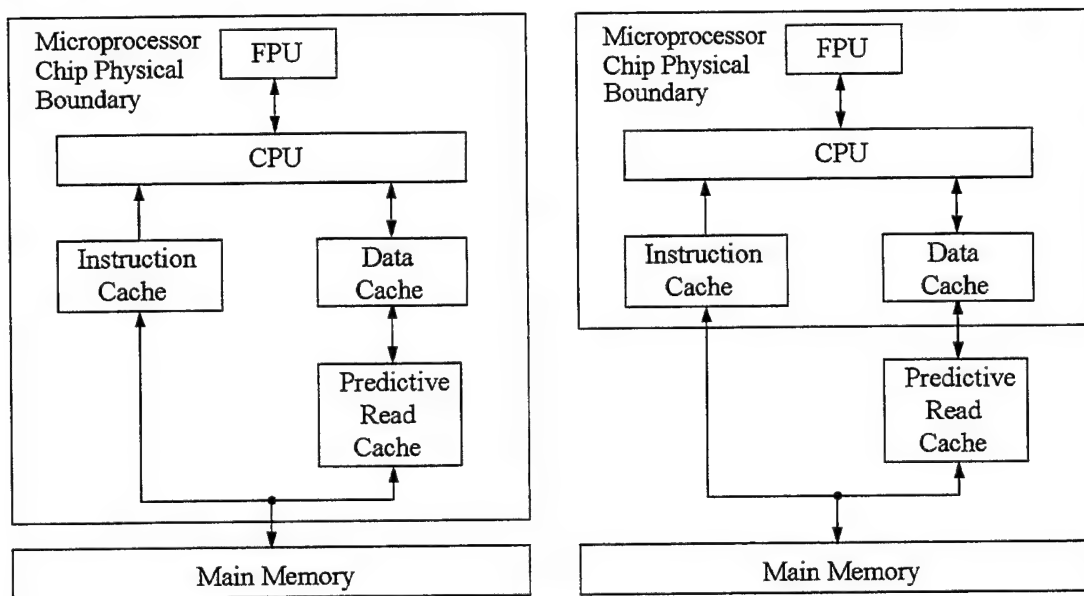 Microprocessor
Chip Physical
Boundary
FPU
CPU
Instruction
Cache
Data
Cache
Predictive
Read
Cache
Main Memory
Microprocessor
Chip Physical
Boundary
FPU
CPU
Instruction
Cache
Data
Cache
Predictive
Read
Cache
Main Memory